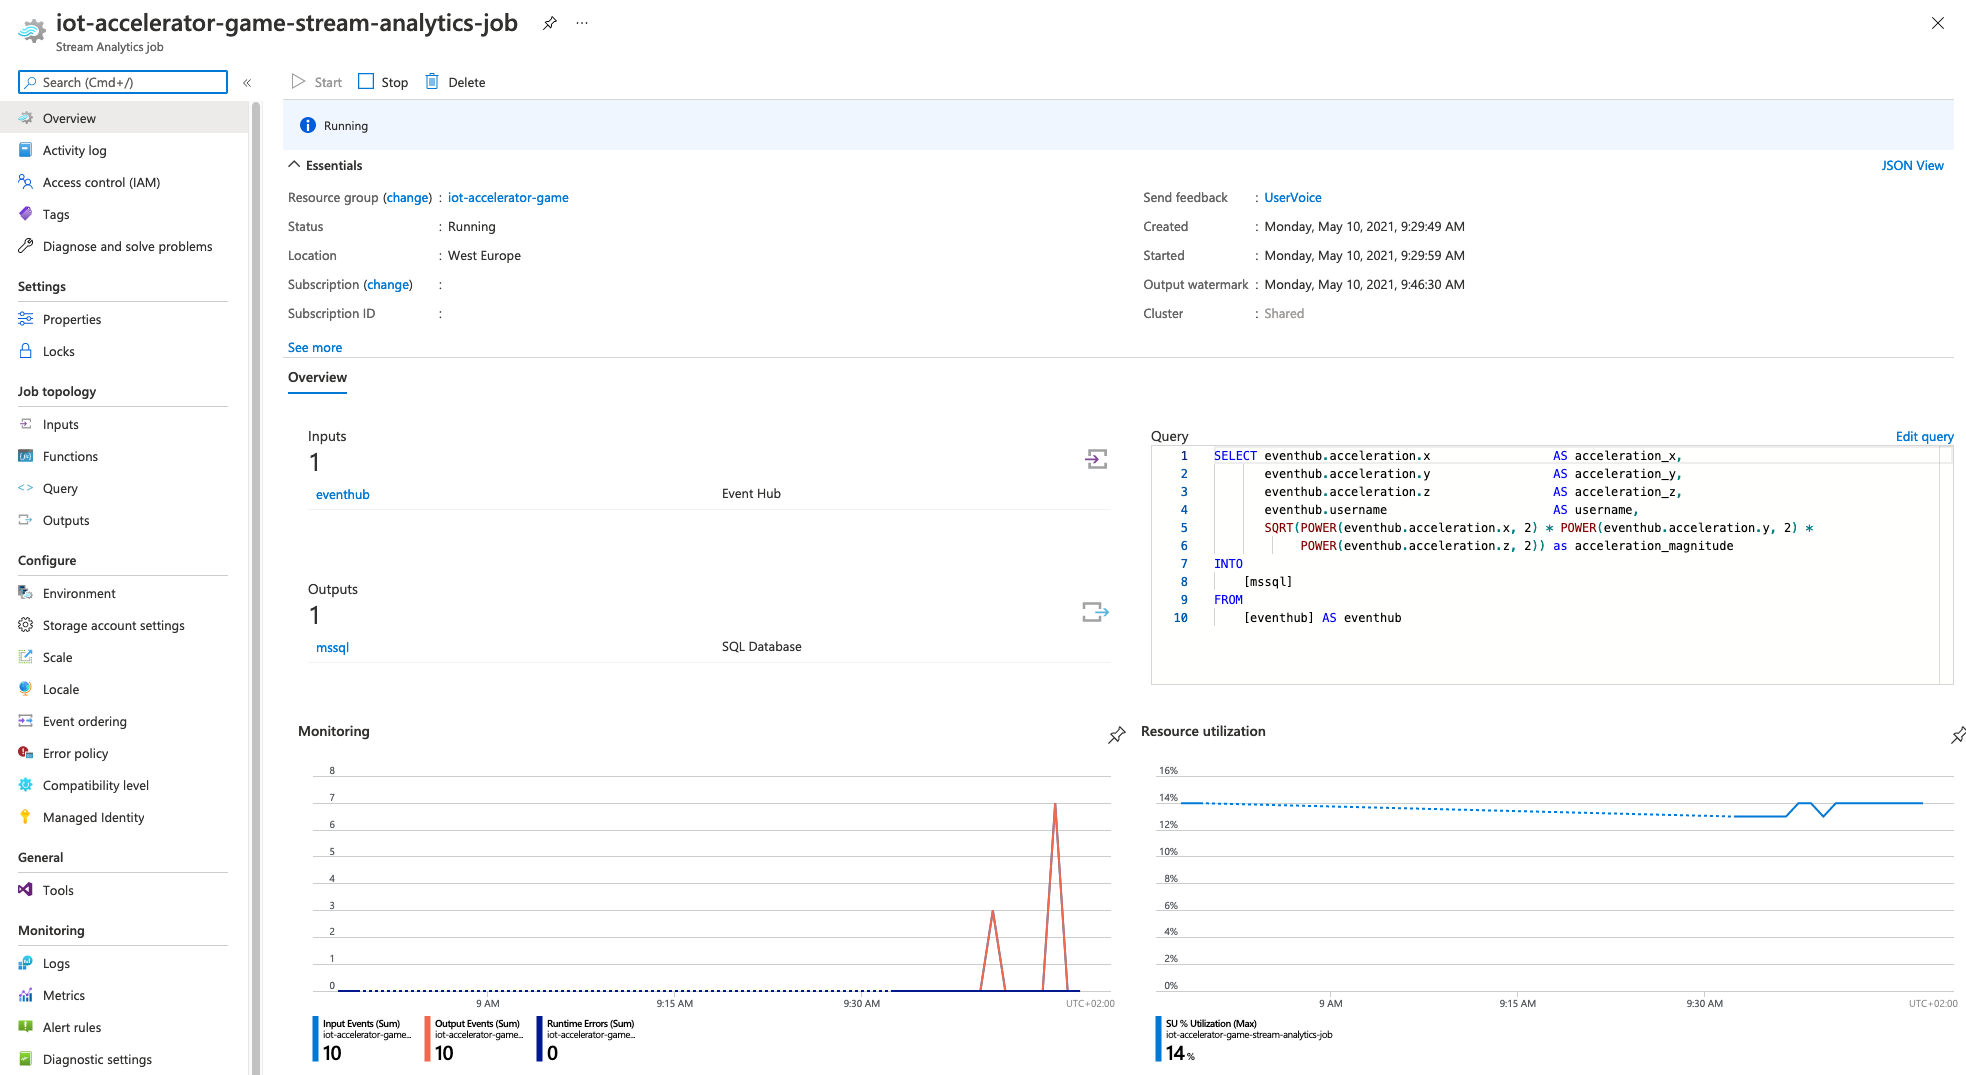 iot-accelerator-game-stream-analytics-job
Stream Analytics job
Search (Cmd+/)
«
Overview
Activity log
Access control (IAM)
Tags
Diagnose and solve problems
Settings
Properties
Locks
Job topology
Inputs
Functions
Query
Outputs
Configure
Environment
Storage account settings
Scale
Locale
Event ordering
Error policy
Compatibility level
Managed Identity
General
Tools
Monitoring
Logs
Metrics
Alert rules
Diagnostic settings
Start Stop Delete
Running
Essentials
JSON View
Resource group (change) : iot-accelerator-game
Status : Running
Location : West Europe
Subscription (change) :
Subscription ID :
See more
Send feedback : UserVoice
Created : Monday, May 10, 2021, 9:29:49 AM
Started : Monday, May 10, 2021, 9:29:59 AM
Output watermark : Monday, May 10, 2021, 9:46:30 AM
Cluster : Shared
Overview
Inputs
1
eventhub Event Hub
Outputs
1
mssql SQL Database
Query
Edit query
1 SELECT eventhub.acceleration.x AS acceleration_x,
2 eventhub.acceleration.y AS acceleration_y,
3 eventhub.acceleration.z AS acceleration_z,
4 eventhub.username AS username,
5 SQRT(POWER(eventhub.acceleration.x, 2) * POWER(eventhub.acceleration.y, 2) *
6 POWER(eventhub.acceleration.z, 2)) as acceleration_magnitude
7 INTO
8 [mssql]
9 FROM
10 [eventhub] AS eventhub
Monitoring
8
7
6
5
4
3
2
1
0
9 AM 9:15 AM 9:30 AM UTC+02:00
Input Events (Sum)
iot-accelerator-game...
10
Output Events (Sum)
iot-accelerator-game...
10
Runtime Errors (Sum)
iot-accelerator-game...
0
Resource utilization
16%
14%
12%
10%
8%
6%
4%
2%
0%
9 AM 9:15 AM 9:30 AM UTC+02:00
SU % Utilization (Max)
iot-accelerator-game-stream-analytics-job
14 %